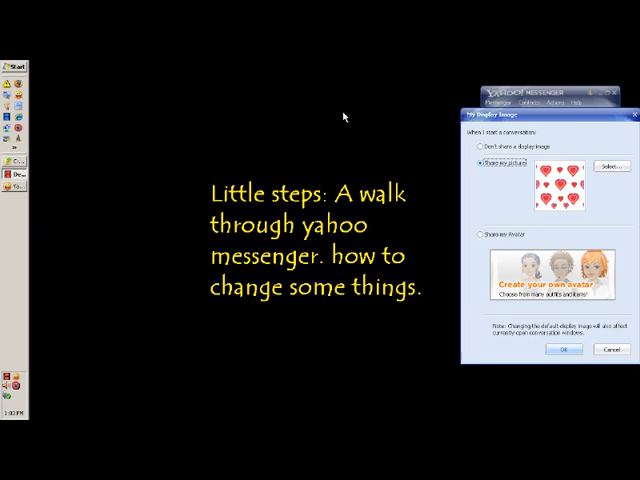 Start
YAHOO! MESSENGER
Messenger Contacts Actions Help
My Display Image
When I start a conversation:
Don't share a display image
Share my picture
Select...
Little steps: A walk
through yahoo
messenger. how to
change some things.
Share my Avatar
Create your own avatar
Choose from many outfits and items!
Note: Changing the default display image will also affect
currently open conversation windows.
OK
Cancel
1:03 PM